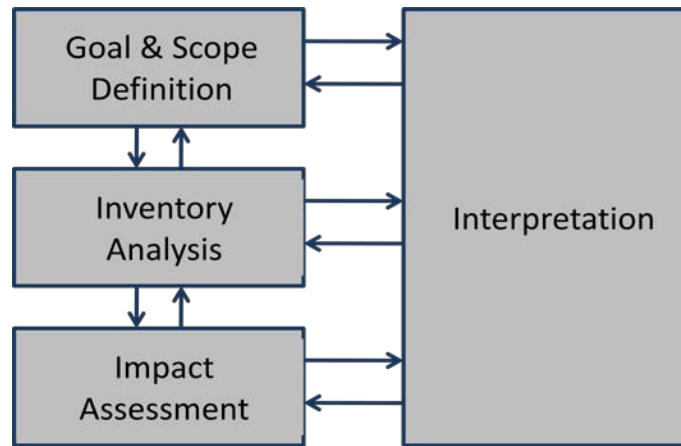 Goal & Scope
Definition
Inventory
Analysis
Interpretation
Impact
Assessment